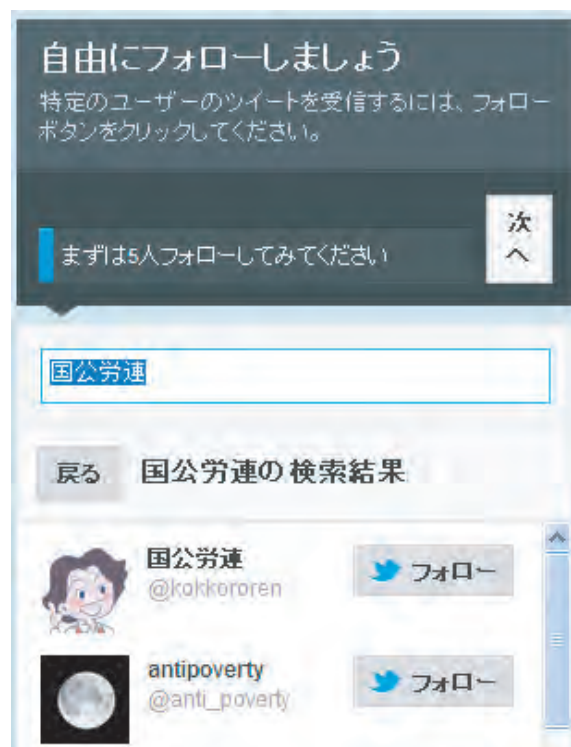 自由にフォローしましょう
特定のユーザーのツイートを受信するには、フォロー
ボタンをクリックしてください。
まずは5人フォローしてみてください
次
へ
国公労連
戻る 国公労連の検索結果
国公労連
@kokkororen
フォロー
antipoverty
@anti_poverty
フォロー